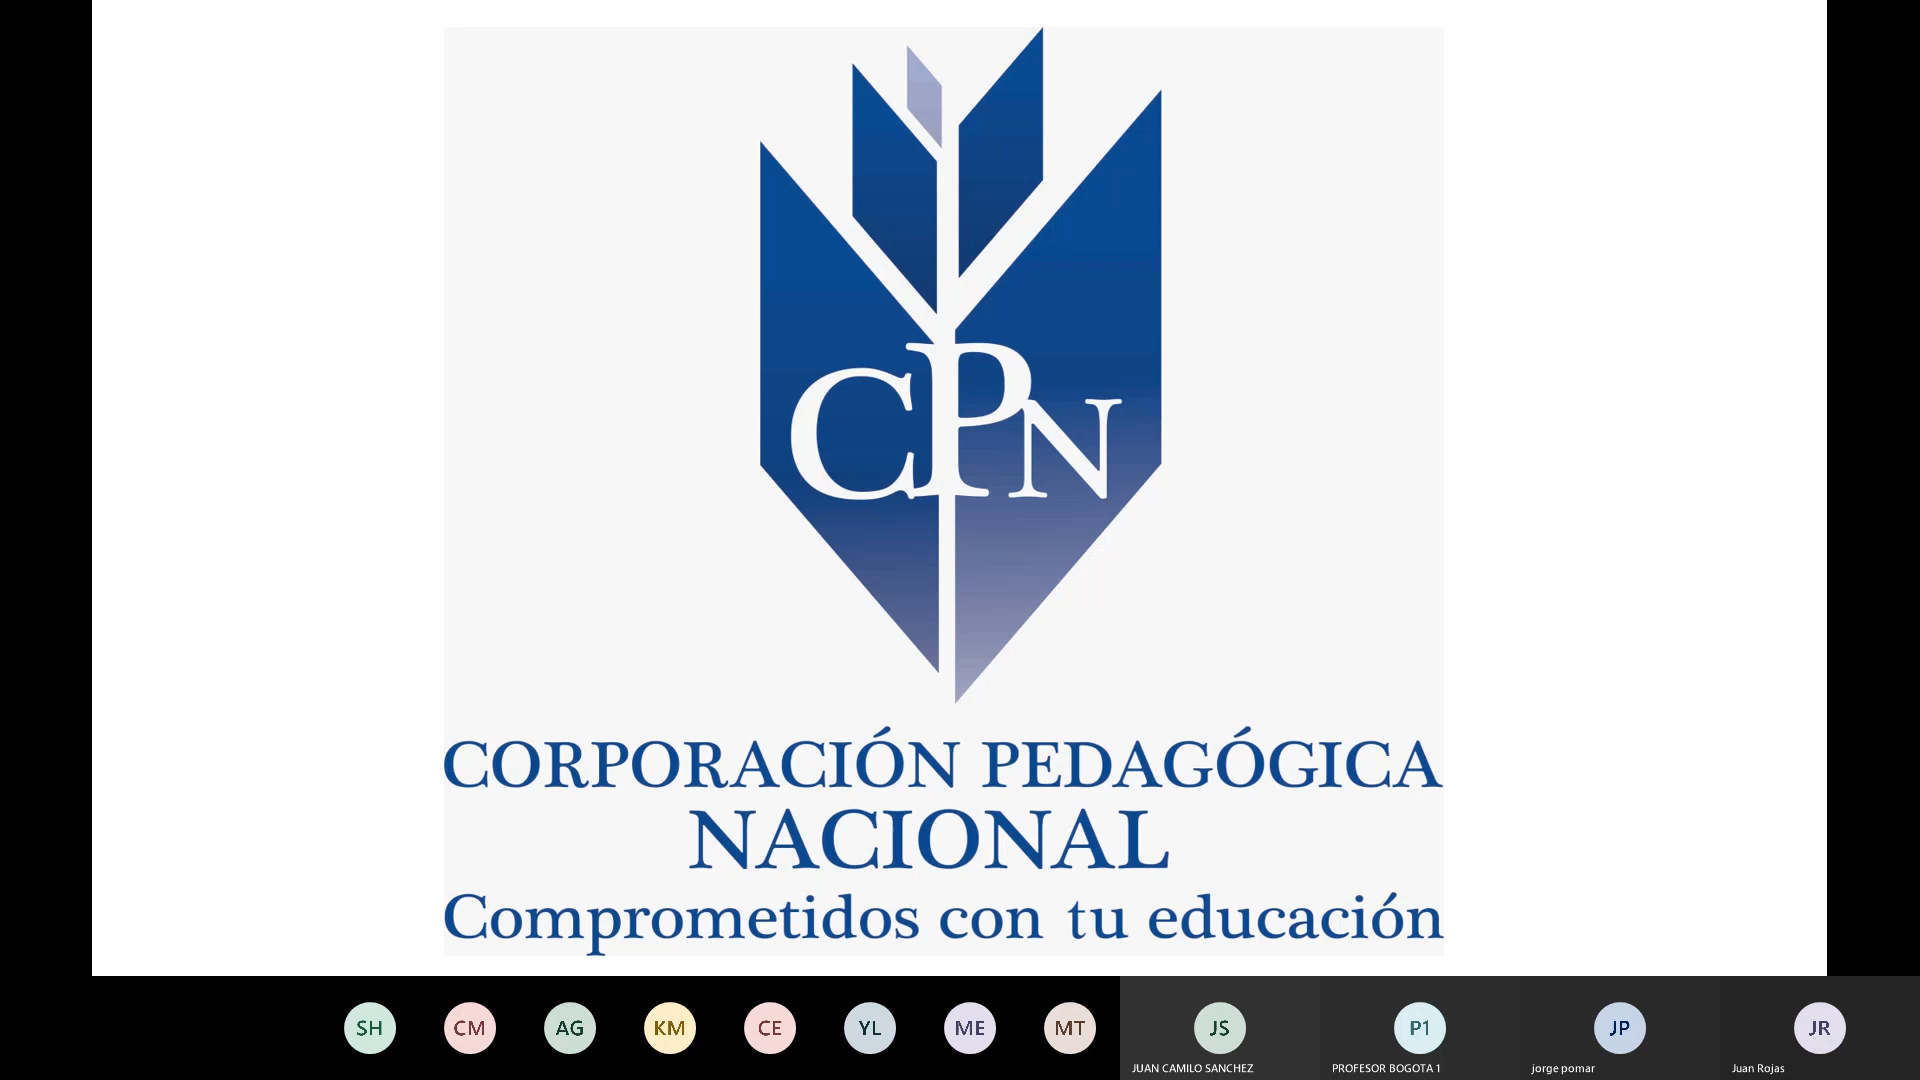 CPN
CORPORACIÓN PEDAGÓGICA
NACIONAL
Comprometidos con tu educación
SH CM AG KM CE YL ME MT JS P1 JP JR
JUAN CAMILO SANCHEZ PROFESOR BOGOTA 1 jorge pomar Juan Rojas